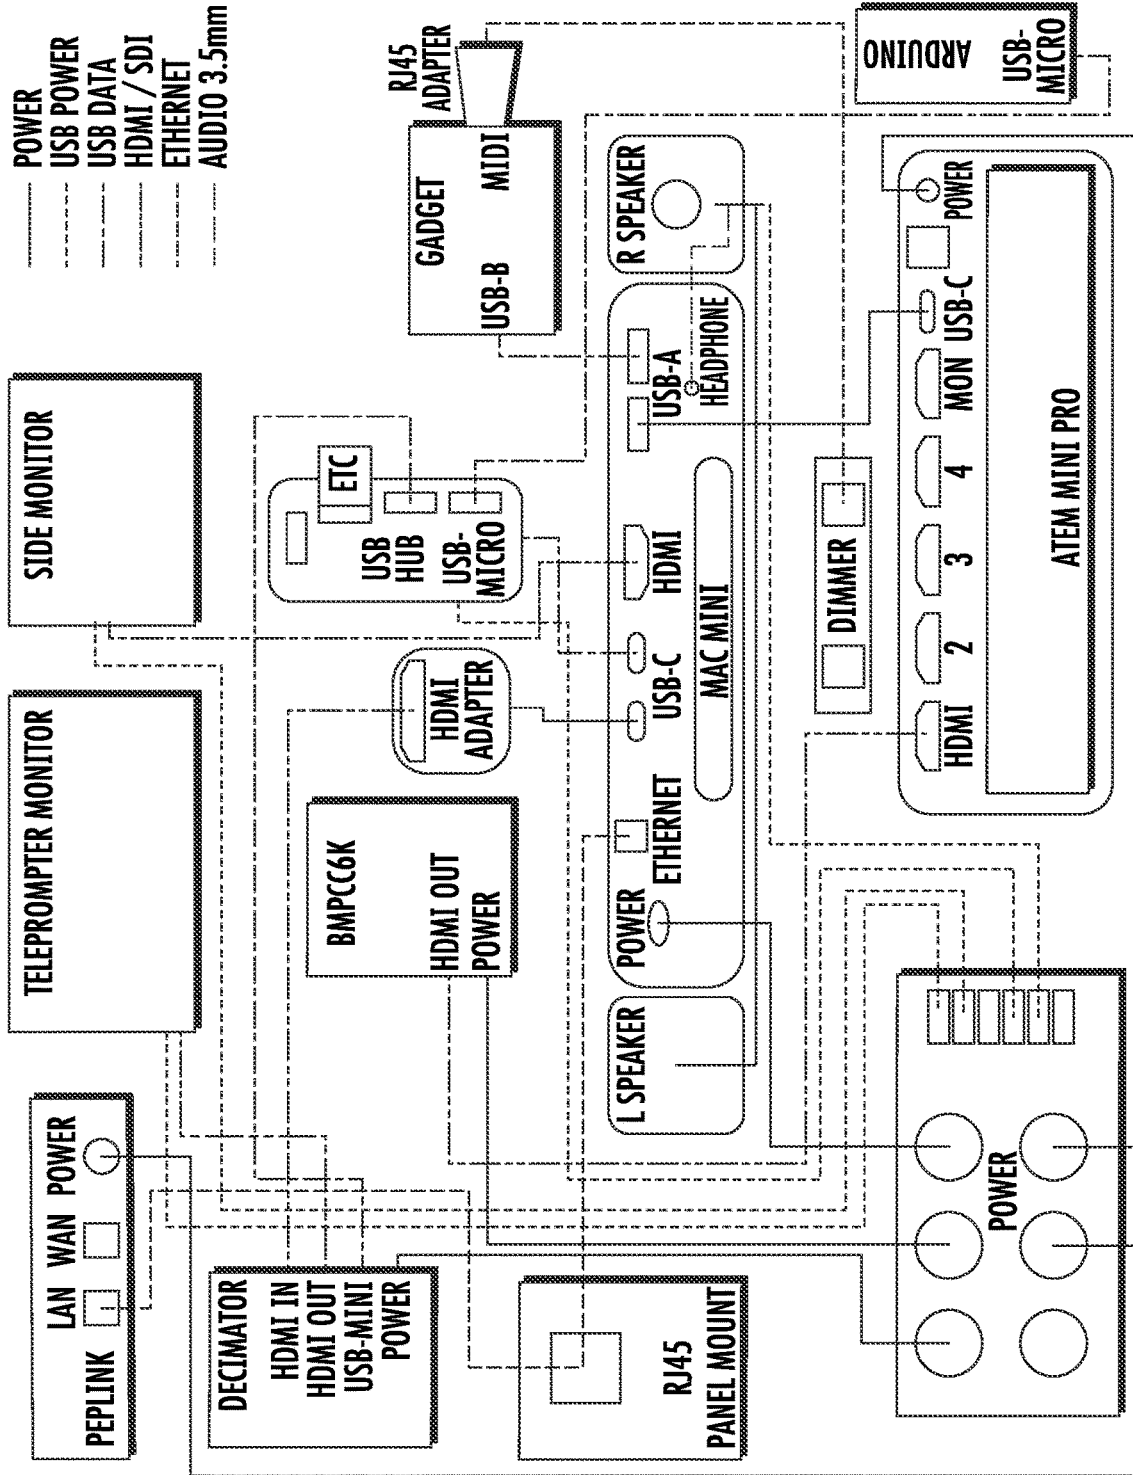 POWER
USB POWER
USB DATA
HDMI / SDI
ETHERNET
AUDIO 3.5mm
SIDE MONITOR
TELEPROMPTER MONITOR
PEPLINK
LAN
WAN
POWER
RJ45
ADAPTER
GADGET
USB-B
MIDI
ARDUINO
USB-
MICRO
ETC
USB
HUB
USB-
MICRO
HDMI
ADAPTER
BMPCC6K
HDMI OUT
POWER
DECIMATOR
HDMI IN
HDMI OUT
USB-MINI
POWER
RJ45
PANEL MOUNT
L SPEAKER
POWER
ETHERNET
USB-C
HDMI
USB-A
HEADPHONE
MAC MINI
R SPEAKER
DIMMER
HDMI
2
3
4
MON
USB-C
POWER
ATEM MINI PRO
POWER